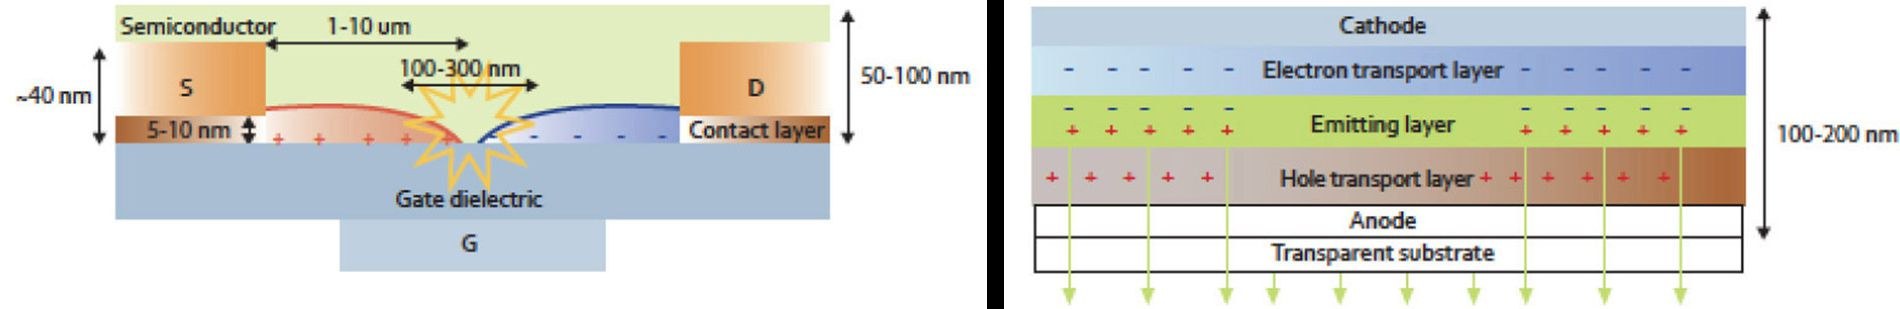 Semiconductor
1-10 um
100-300 nm
S
D
~40 nm
50-100 nm
5-10 nm
Contact layer
+ + + + +
- - - - -
Gate dielectric
G
Cathode
- - - - - Electron transport layer - - - - -
- - - - - - - - - -
+ + + + + Emitting layer + + + + +
100-200 nm
+ + + + + Hole transport layer + + + + + +
Anode
Transparent substrate